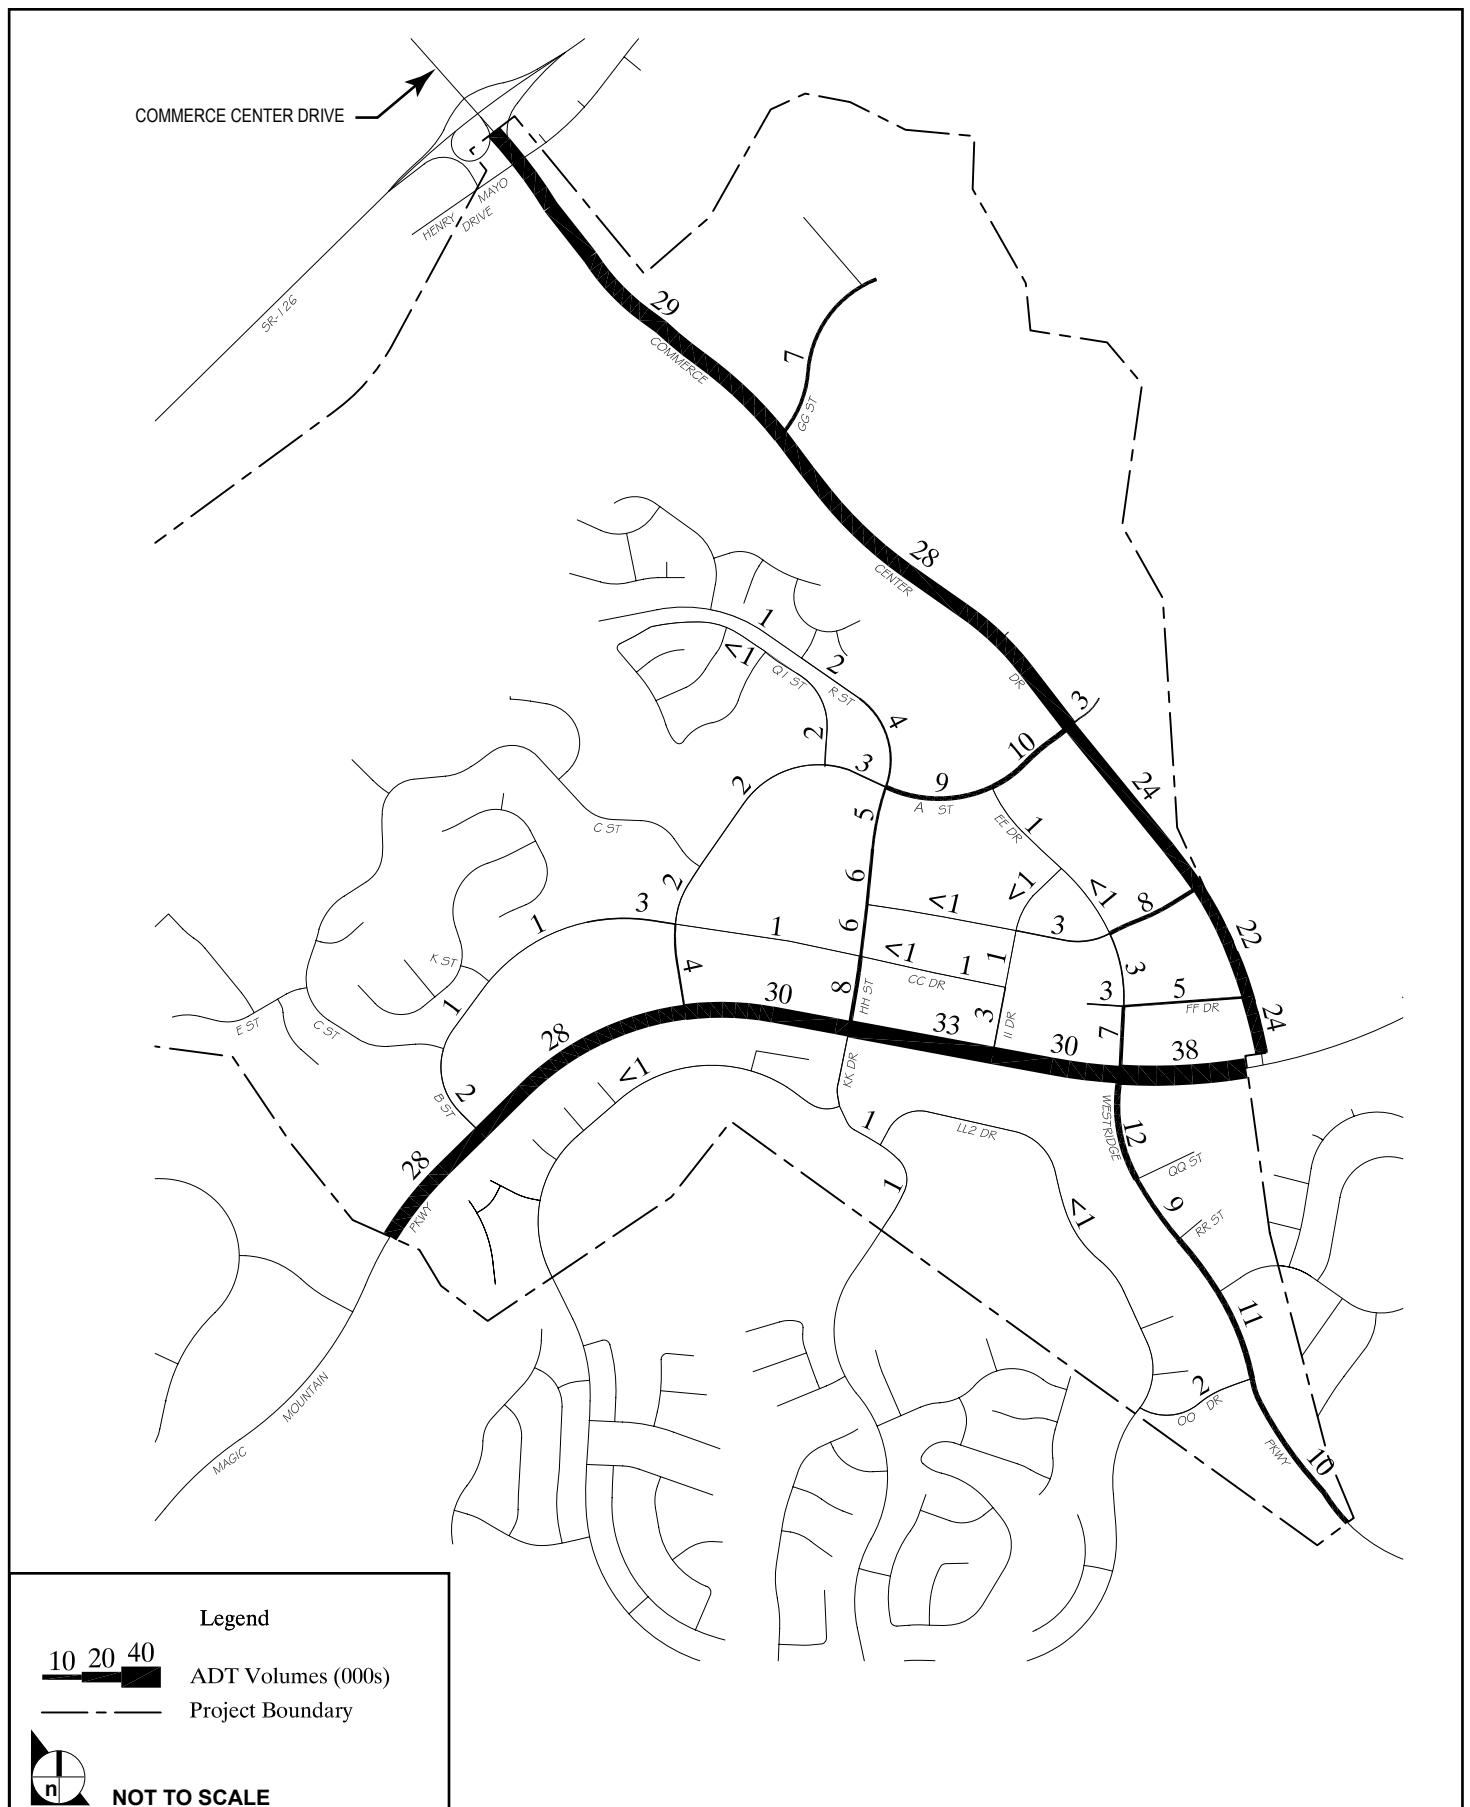 COMMERCE CENTER DRIVE
HENRY MAYO
DRIVE
SR-126
29
COMMERCE
7
GG ST
28
CENTER
DR
1
<1
2
Q1 ST
R ST
4
2
3
3
10
9
A ST
24
2
5
EE DR
1
C ST
6
<1
<1
8
2
3
<1
3
1
1
6
<1
1
1
3
22
K ST
4
CC DR
8
HH ST
30
3
5
FF DR
24
1
E ST
C ST
28
33
3
II DR
30
7
38
<1
KK DR
2
B ST
1
LL2 DR
WESTRIDGE
12
QQ ST
28
PKWY
1
<1
9
RR ST
11
2
OO DR
MAGIC MOUNTAIN
PKWY
10
Legend
10 20 40
ADT Volumes (000s)
Project Boundary
n
NOT TO SCALE